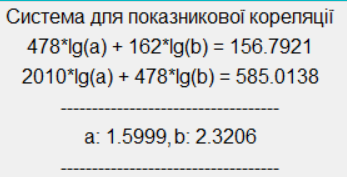 Система для показникової кореляції
478*lg(a) + 162*lg(b) = 156.7921
2010*lg(a) + 478*lg(b) = 585.0138
-----------------------------------
a: 1.5999, b: 2.3206
-----------------------------------